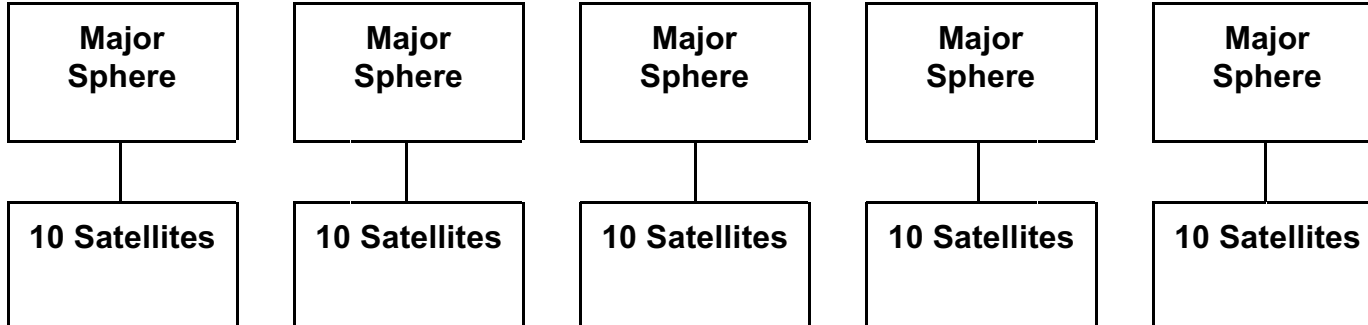 Major Major Major Major Major
Sphere Sphere Sphere Sphere Sphere
10 Satellites 10 Satellites 10 Satellites 10 Satellites 10 Satellites